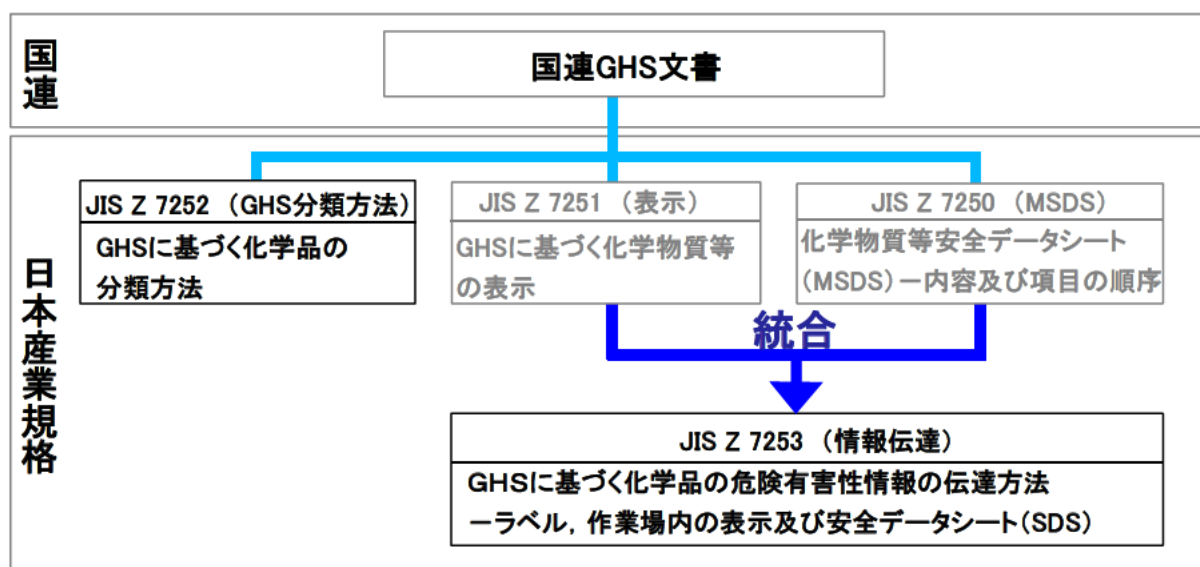 国連
国連GHS文書
日本産業規格
JIS Z 7252 (GHS分類方法)
GHSに基づく化学品の
分類方法
JIS Z 7251 (表示)
GHSに基づく化学物質等
の表示
JIS Z 7250 (MSDS)
化学物質等安全データシート
(MSDS)－内容及び項目の順序
統合
JIS Z 7253 (情報伝達)
GHSに基づく化学品の危険有害性情報の伝達方法
－ラベル，作業場内の表示及び安全データシート(SDS)